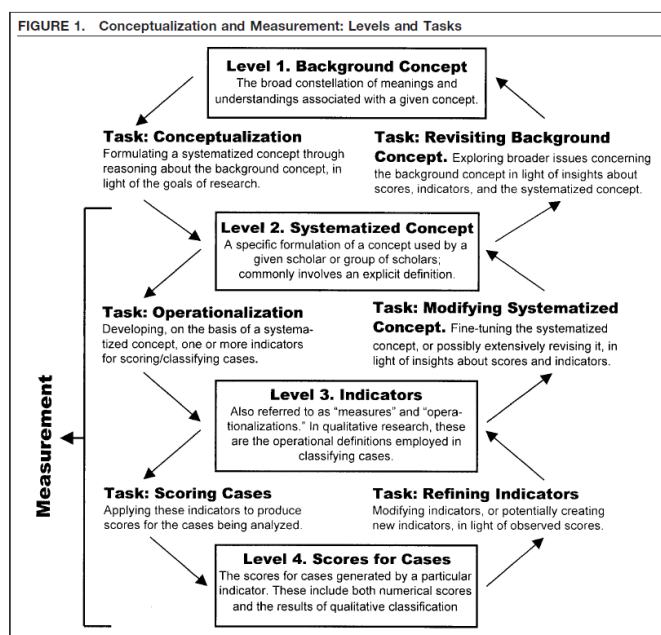 FIGURE 1. Conceptualization and Measurement: Levels and Tasks
Level 1. Background Concept
The broad constellation of meanings and
understandings associated with a given concept.
Task: Conceptualization
Formulating a systematized concept through
reasoning about the background concept, in
light of the goals of research.
Task: Revisiting Background
Concept. Exploring broader issues concerning
the background concept in light of insights about
scores, indicators, and the systematized concept.
Level 2. Systematized Concept
A specific formulation of a concept used by a
given scholar or group of scholars;
commonly involves an explicit definition.
Task: Operationalization
Developing, on the basis of a systema-
tized concept, one or more indicators
for scoring/classifying cases.
Task: Modifying Systematized
Concept. Fine-tuning the systematized
concept, or possibly extensively revising it, in
light of insights about scores and indicators.
Measurement
Level 3. Indicators
Also referred to as “measures” and “opera-
tionalizations.” In qualitative research, these
are the operational definitions employed in
classifying cases.
Task: Scoring Cases
Applying these indicators to produce
scores for the cases being analyzed.
Task: Refining Indicators
Modifying indicators, or potentially creating
new indicators, in light of observed scores.
Level 4. Scores for Cases
The scores for cases generated by a particular
indicator. These include both numerical scores
and the results of qualitative classification